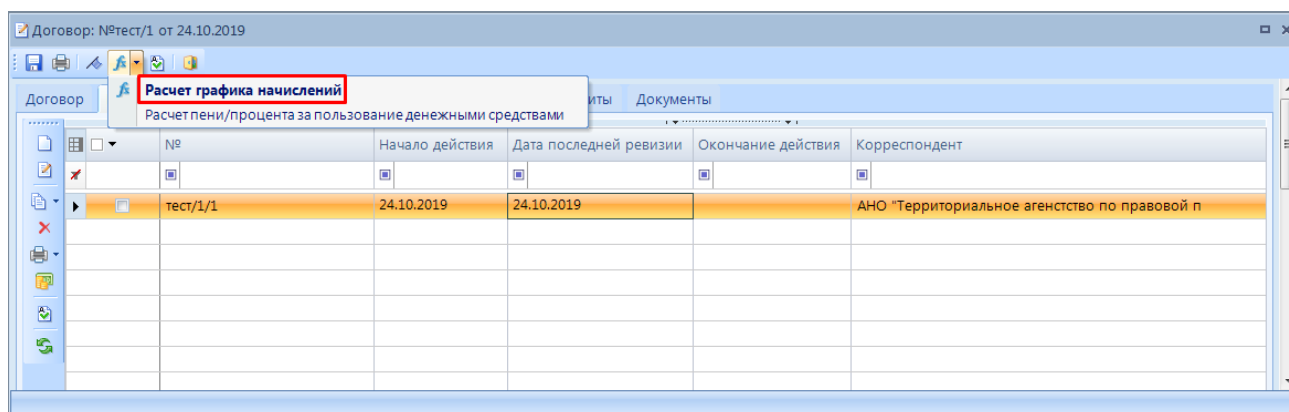 Договор: №тест/1 от 24.10.2019
Расчет графика начислений
Договор
иты Документы
Расчет пени/процента за пользование денежными средствами
№ Начало действия Дата последней ревизии Окончание действия Корреспондент
тест/1/1 24.10.2019 24.10.2019 АНО "Территориальное агенстство по правовой п